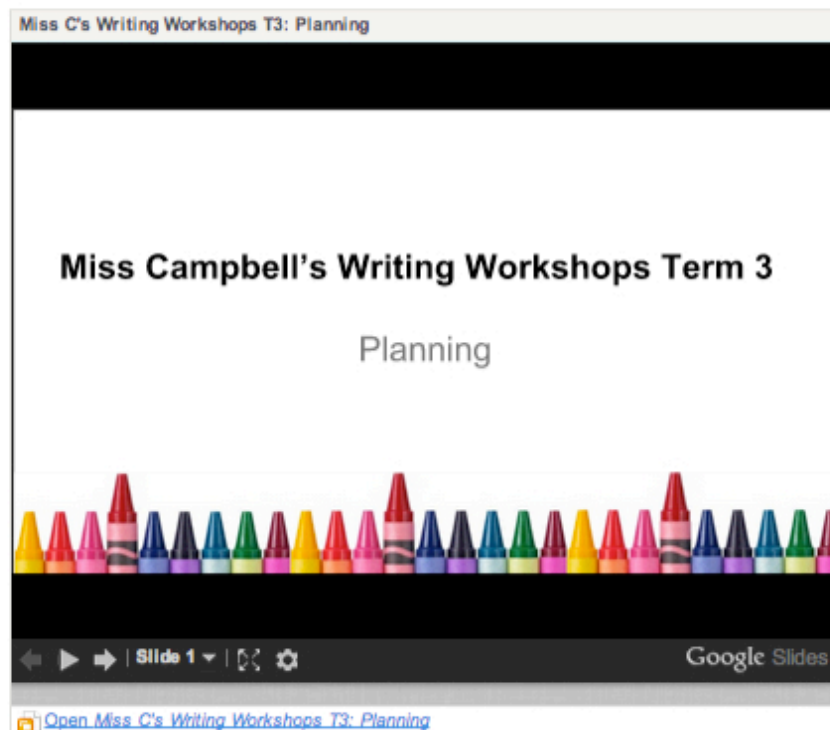 Miss C's Writing Workshops T3: Planning
Miss Campbell's Writing Workshops Term 3
Planning
Slide 1
Google Slides
Open Miss C's Writing Workshops T3: Planning